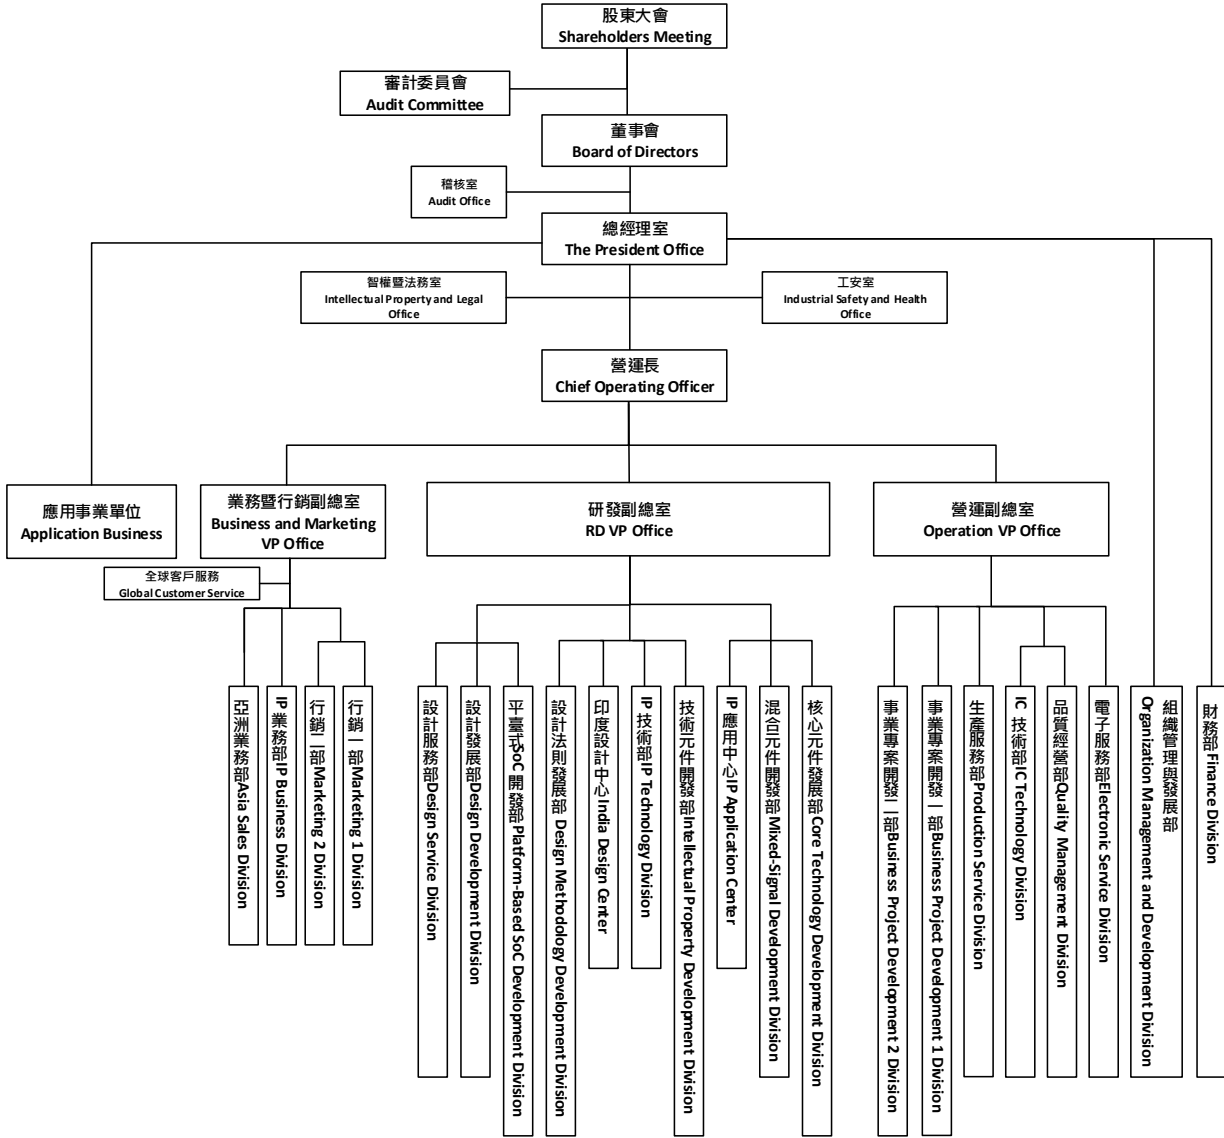 股東大會
Shareholders Meeting
審計委員會
Audit Committee
董事會
Board of Directors
稽核室
Audit Office
總經理室
The President Office
智權暨法務室
Intellectual Property and Legal
Office
工安室
Industrial Safety and Health
Office
營運長
Chief Operating Officer
應用事業單位
Application Business
業務暨行銷副總室
Business and Marketing
VP Office
研發副總室
RD VP Office
營運副總室
Operation VP Office
全球客戶服務
Global Customer Service
亞洲業務部Asia Sales Division
IP 業務部IP Business Division
行銷二部Marketing 2 Division
行銷一部Marketing 1 Division
設計服務部Design Service Division
設計發展部Design Development Division
平臺式SoC 開發部Platform-Based SoC Development Division
設計法則發展部 Design Methodology Development Division
印度設計中心India Design Center
IP 技術部IP Technology Division
技術元件開發部Intellectual Property Development Division
IP 應用中心IP Application Center
混合元件開發部Mixed-Signal Development Division
核心元件發展部Core Technology Development Division
事業專案開發二部Business Project Development 2 Division
事業專案開發一部Business Project Development 1 Division
生產服務部Production Service Division
IC 技術部IC Technology Division
品質經營部Quality Management Division
電子服務部Electronic Service Division
組織管理與發展部
Organization Management and Development Division
財務部Finance Division